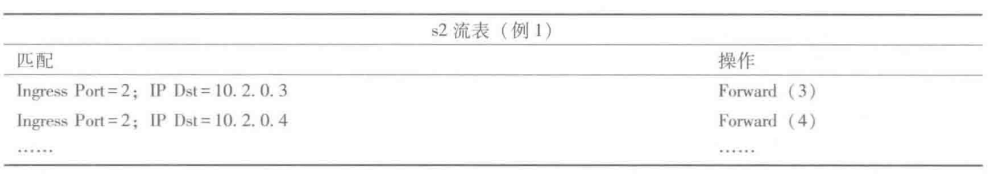 s2 流表（例 1）
匹配 操作
Ingress Port=2； IP Dst=10. 2. 0. 3 Forward （3）
Ingress Port=2； IP Dst=10. 2. 0. 4 Forward （4）
…… ……